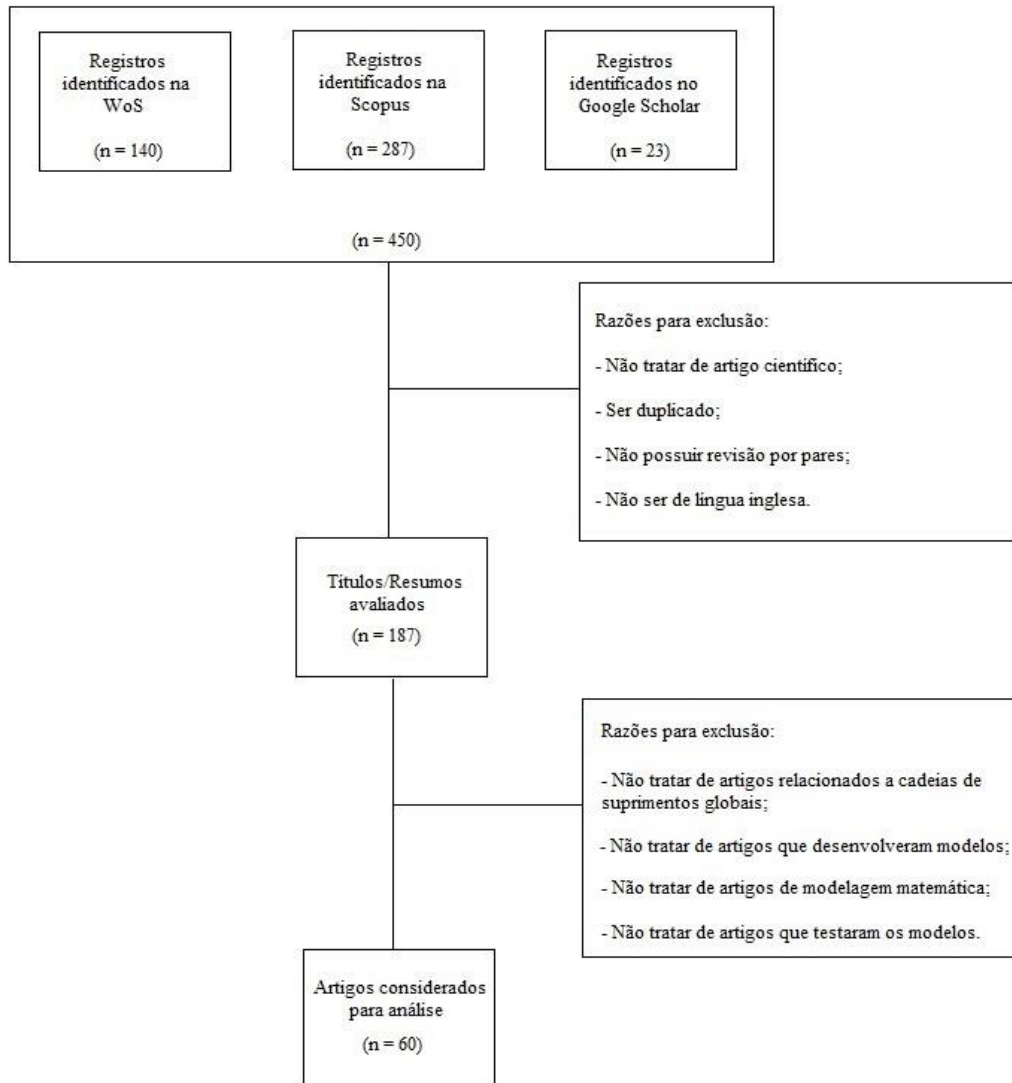 Registros
identificados na
WoS
(n = 140)
Registros
identificados na
Scopus
(n = 287)
Registros
identificados no
Google Scholar
(n = 23)
(n = 450)
Razões para exclusão:
- Não tratar de artigo científico;
- Ser duplicado;
- Não possuir revisão por pares;
- Não ser de língua inglesa.
Títulos/Resumos
avaliados
(n = 187)
Razões para exclusão:
- Não tratar de artigos relacionados a cadeias de
suprimentos globais;
- Não tratar de artigos que desenvolveram modelos;
- Não tratar de artigos de modelagem matemática;
- Não tratar de artigos que testaram os modelos.
Artigos considerados
para análise
(n = 60)